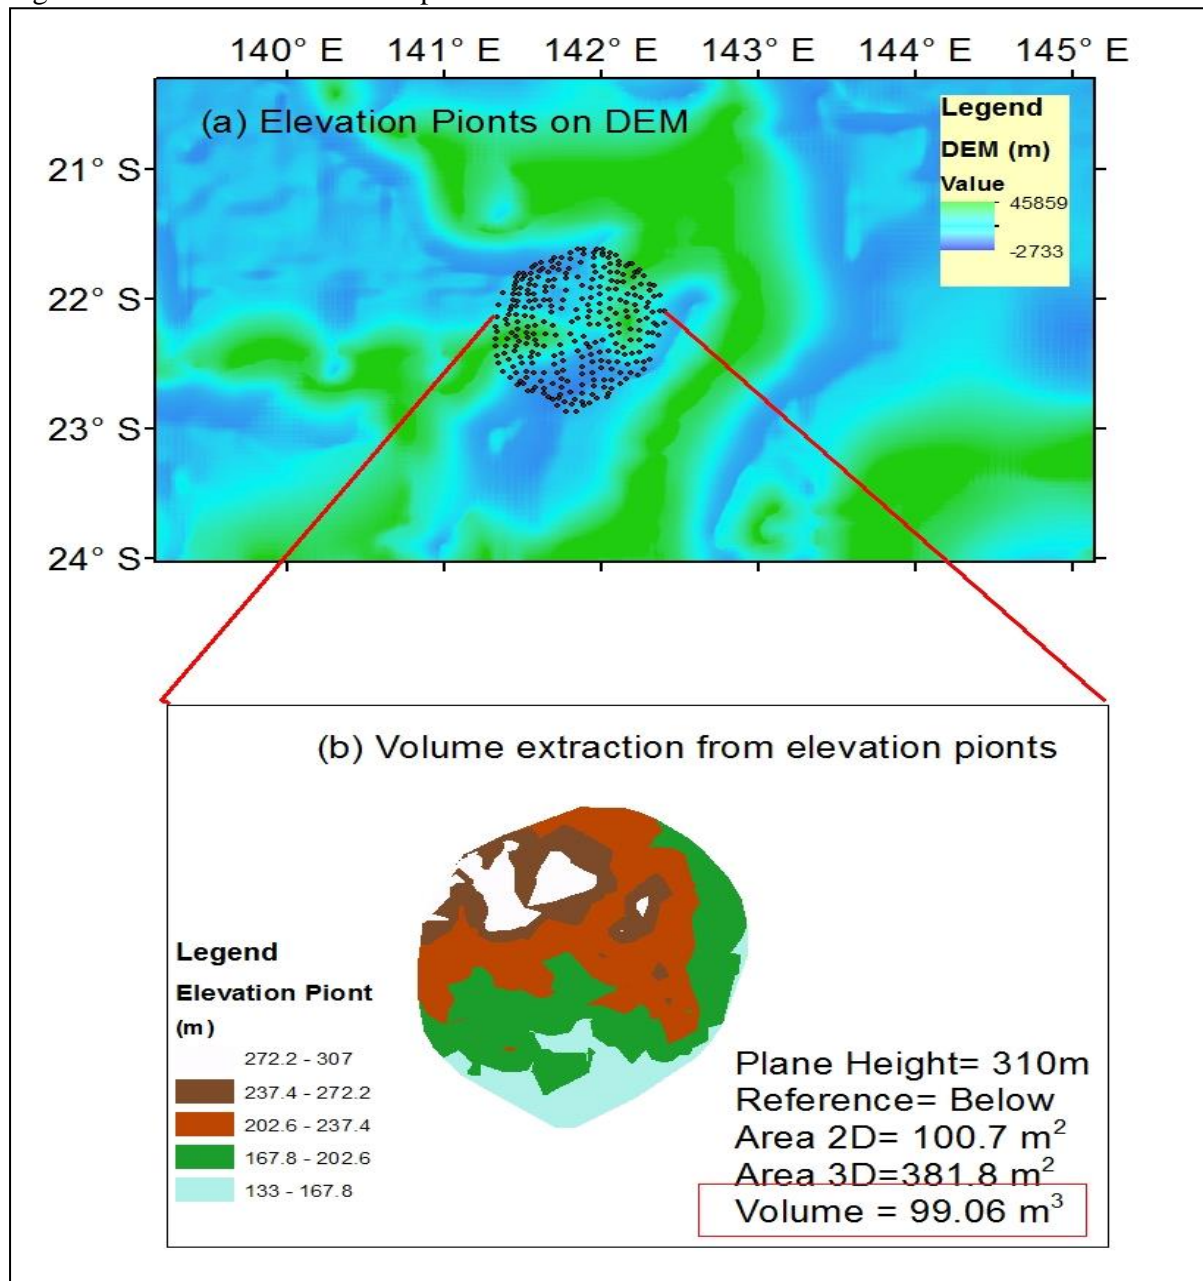 140° E 141° E 142° E 143° E 144° E 145° E
(a) Elevation Pionts on DEM
Legend
DEM (m)
Value
45859
-2733
21° S
22° S
23° S
24° S
(b) Volume extraction from elevation pionts
Legend
Elevation Piont
(m)
272.2 - 307
237.4 - 272.2
202.6 - 237.4
167.8 - 202.6
133 - 167.8
Plane Height= 310m
Reference= Below
Area 2D= 100.7 m²
Area 3D=381.8 m²
Volume = 99.06 m³